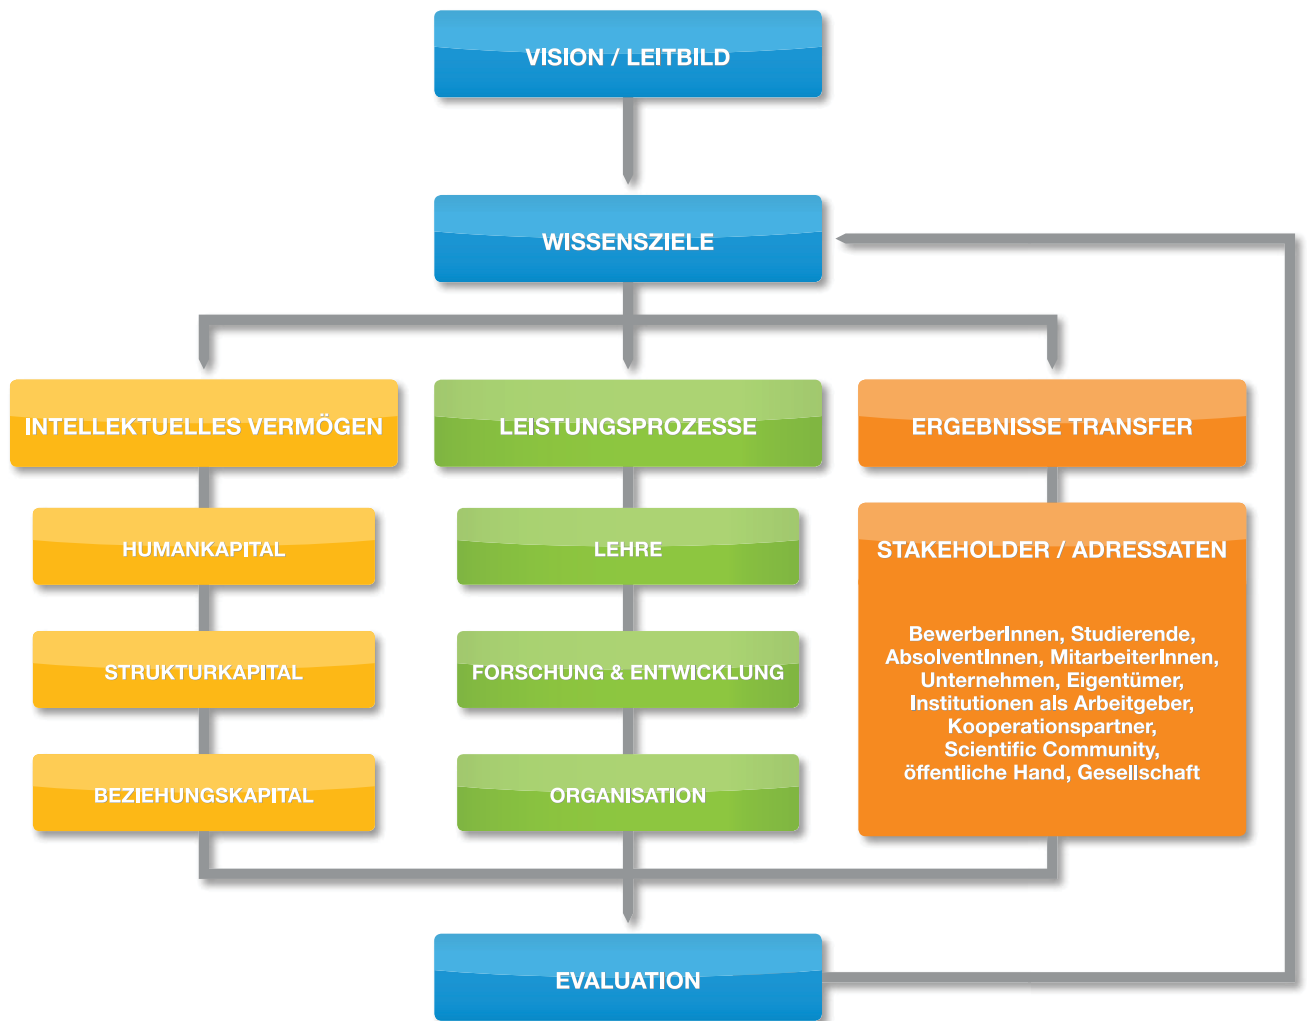 VISION / LEITBILD
WISSENSZIELE
INTELLEKTUELLES VERMÖGEN
HUMANKAPITAL
STRUKTURKAPITAL
BEZIEHUNGSKAPITAL
LEISTUNGSPROZESSE
LEHRE
FORSCHUNG & ENTWICKLUNG
ORGANISATION
ERGEBNISSE TRANSFER
STAKEHOLDER / ADRESSATEN
BewerberInnen, Studierende,
AbsolventInnen, MitarbeiterInnen,
Unternehmen, Eigentümer,
Institutionen als Arbeitgeber,
Kooperationspartner,
Scientific Community,
öffentliche Hand, Gesellschaft
EVALUATION